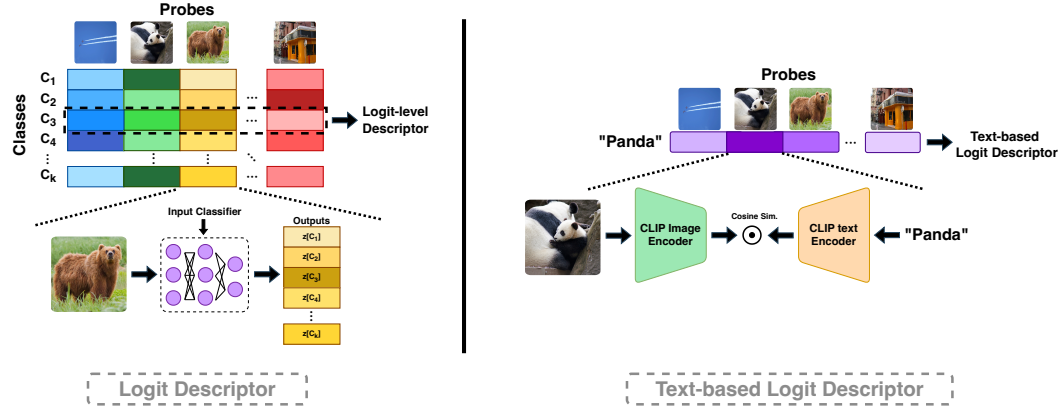 Probes
Classes
C1
C2
C3
C4
Ck
...
Logit-level
Descriptor
Input Classifier
Outputs
z[C1]
z[C2]
z[C3]
z[C4]
z[Ck]
Logit Descriptor
Probes
"Panda"
...
Text-based
Logit Descriptor
CLIP Image
Encoder
Cosine Sim.
CLIP text
Encoder
"Panda"
Text-based Logit Descriptor